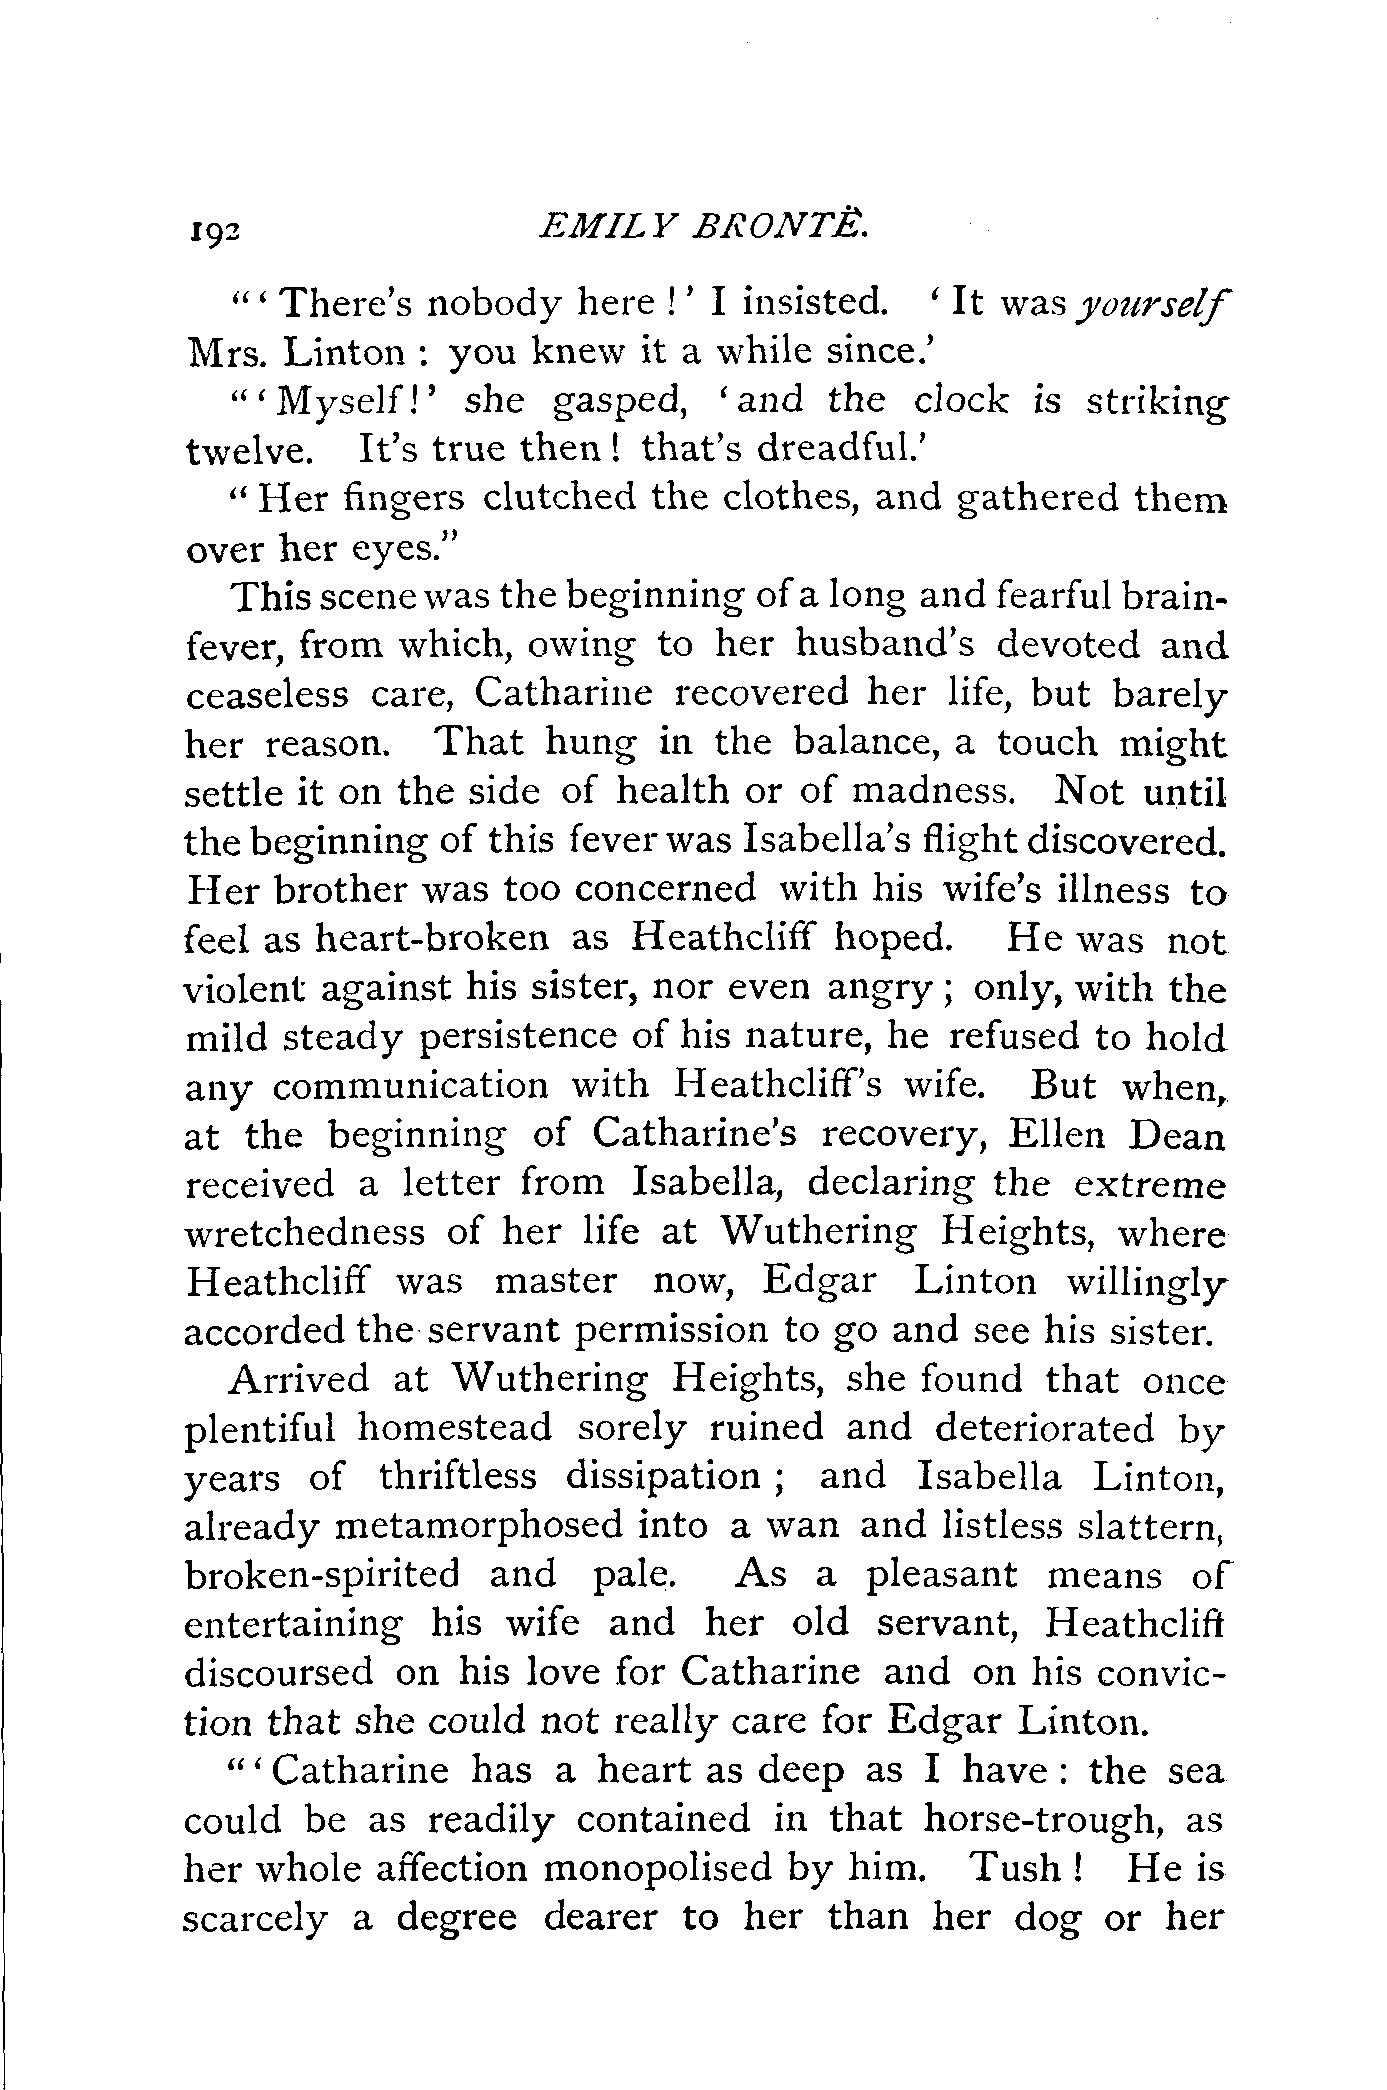 192 EMILY BRONTË.
"'There's nobody here!' I insisted. 'It was yourself
Mrs. Linton: you knew it a while since.'
"'Myself!' she gasped, 'and the clock is striking
twelve. It's true then! that's dreadful.'
"Her fingers clutched the clothes, and gathered them
over her eyes."
This scene was the beginning of a long and fearful brain-
fever, from which, owing to her husband's devoted and
ceaseless care, Catharine recovered her life, but barely
her reason. That hung in the balance, a touch might
settle it on the side of health or of madness. Not until
the beginning of this fever was Isabella's flight discovered.
Her brother was too concerned with his wife's illness to
feel as heart-broken as Heathcliff hoped. He was not
violent against his sister, nor even angry; only, with the
mild steady persistence of his nature, he refused to hold
any communication with Heathcliff's wife. But when,
at the beginning of Catharine's recovery, Ellen Dean
received a letter from Isabella, declaring the extreme
wretchedness of her life at Wuthering Heights, where
Heathcliff was master now, Edgar Linton willingly
accorded the servant permission to go and see his sister.
Arrived at Wuthering Heights, she found that once
plentiful homestead sorely ruined and deteriorated by
years of thriftless dissipation; and Isabella Linton,
already metamorphosed into a wan and listless slattern,
broken-spirited and pale. As a pleasant means of
entertaining his wife and her old servant, Heathcliff
discoursed on his love for Catharine and on his convic-
tion that she could not really care for Edgar Linton.
"'Catharine has a heart as deep as I have: the sea
could be as readily contained in that horse-trough, as
her whole affection monopolised by him. Tush! He is
scarcely a degree dearer to her than her dog or her